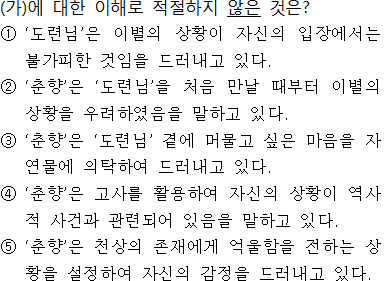 (가)에 대한 이해로 적절하지 않은 것은?
① ‘도련님’은 이별의 상황이 자신의 입장에서는
불가피한 것임을 드러내고 있다.
② ‘춘향’은 ‘도련님’을 처음 만날 때부터 이별의
상황을 우려하였음을 말하고 있다.
③ ‘춘향’은 ‘도련님’ 곁에 머물고 싶은 마음을 자
연물에 의탁하여 드러내고 있다.
④ ‘춘향’은 고사를 활용하여 자신의 상황이 역사
적 사건과 관련되어 있음을 말하고 있다.
⑤ ‘춘향’은 천상의 존재에게 억울함을 전하는 상
황을 설정하여 자신의 감정을 드러내고 있다.